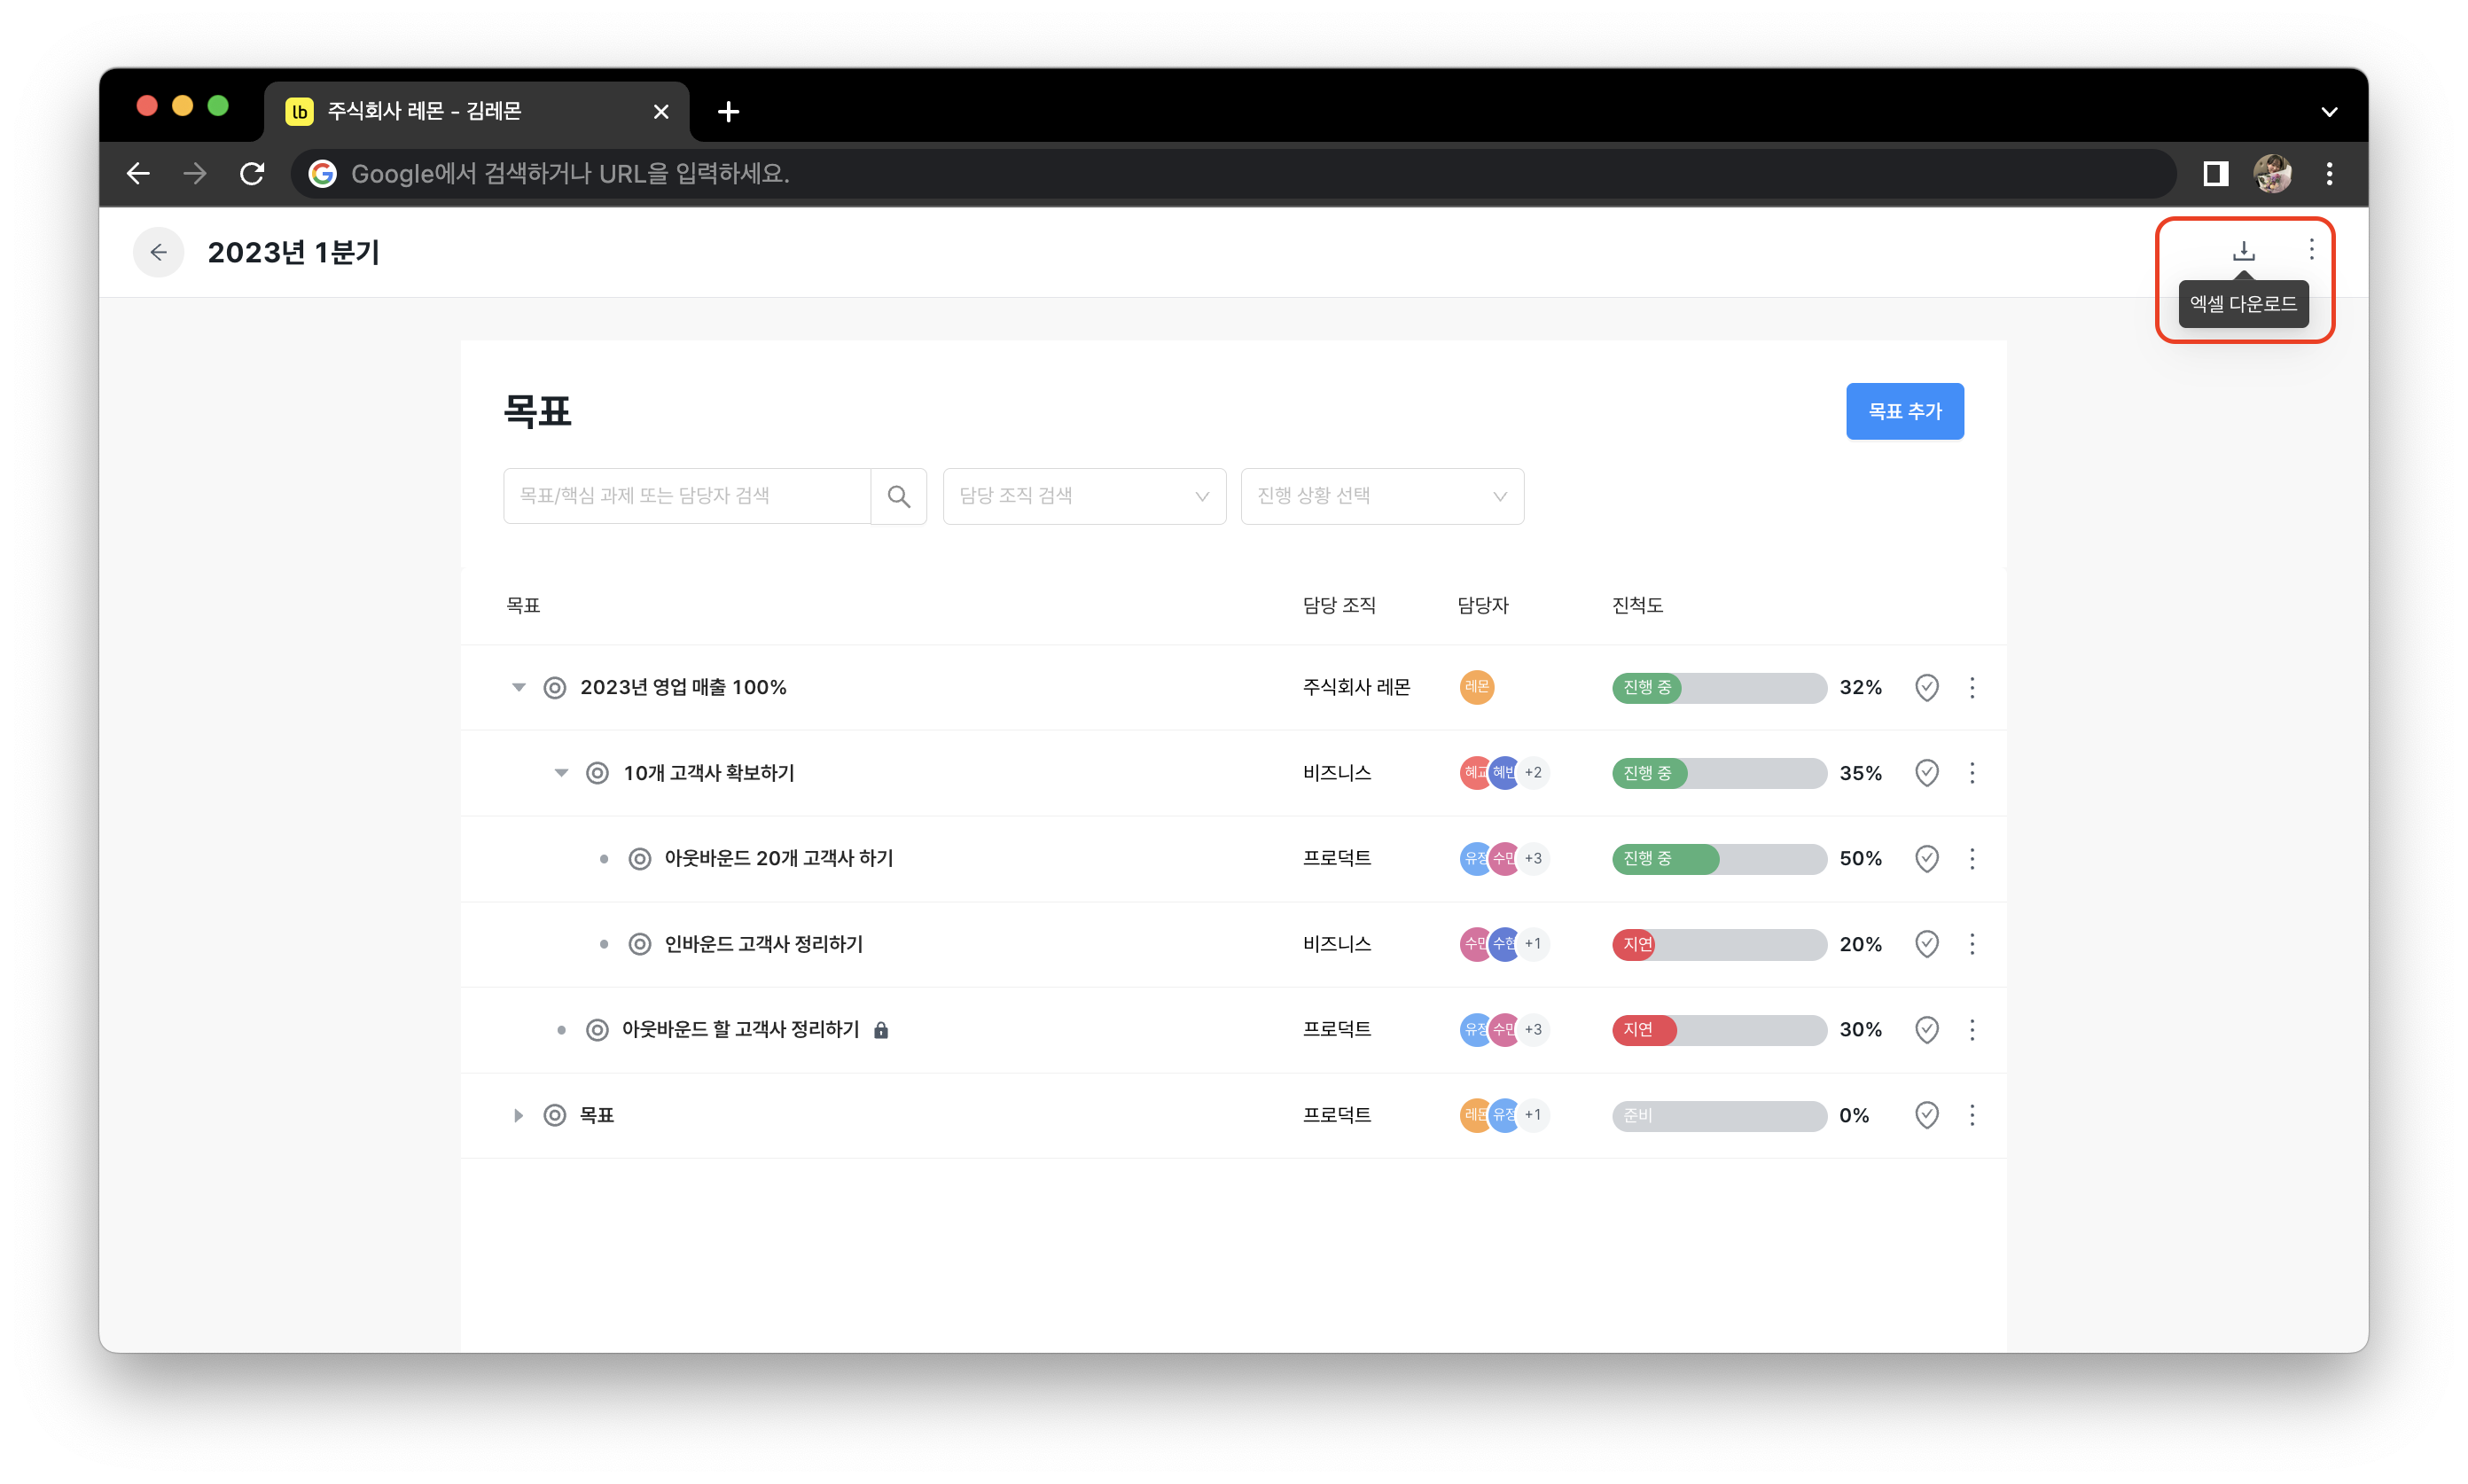 lb 주식회사 레몬 - 김레몬
Google에서 검색하거나 URL을 입력하세요.
2023년 1분기
엑셀 다운로드
목표
목표 추가
목표/핵심 과제 또는 담당자 검색
담당 조직 검색
진행 상황 선택
목표 담당 조직 담당자 진척도
2023년 영업 매출 100% 주식회사 레몬 레몬 진행 중 32%
10개 고객사 확보하기 비즈니스 혜교 +2 진행 중 35%
아웃바운드 20개 고객사 하기 프로덕트 유정 수민 +3 진행 중 50%
인바운드 고객사 정리하기 비즈니스 수민 수현 +1 지연 20%
아웃바운드 할 고객사 정리하기 프로덕트 유정 수민 +3 지연 30%
목표 프로덕트 레몬 유정 +1 준비 0%